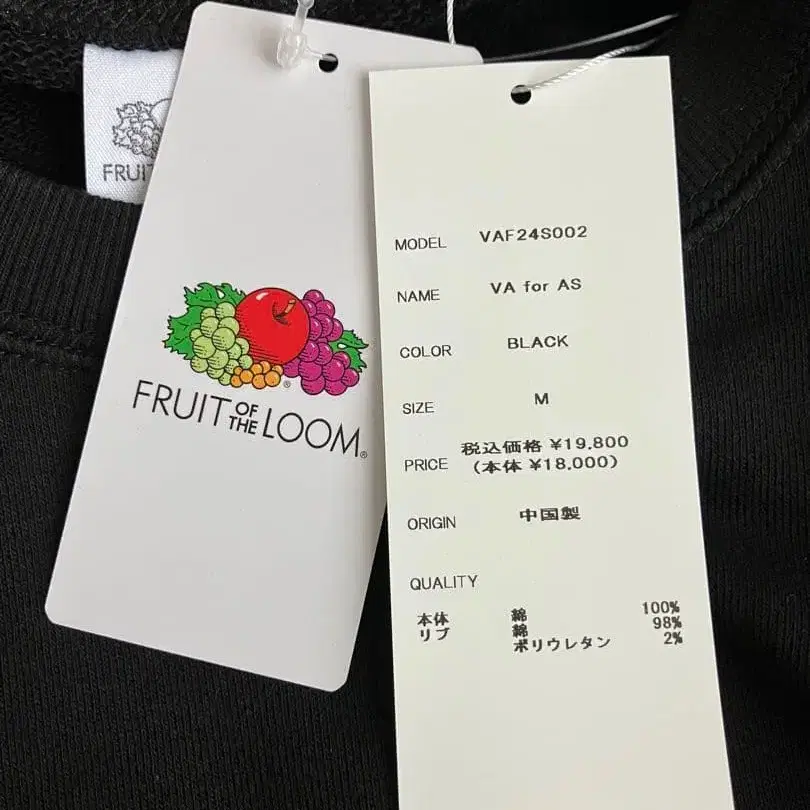 FRUIT
FRUIT OF THE LOOM®
MODEL VAF24S002
NAME VA for AS
COLOR BLACK
SIZE M
PRICE 税込価格 ¥19,800
(本体 ¥18,000)
ORIGIN 中国製
QUALITY
本体 綿 100%
リブ 綿 98%
ポリウレタン 2%